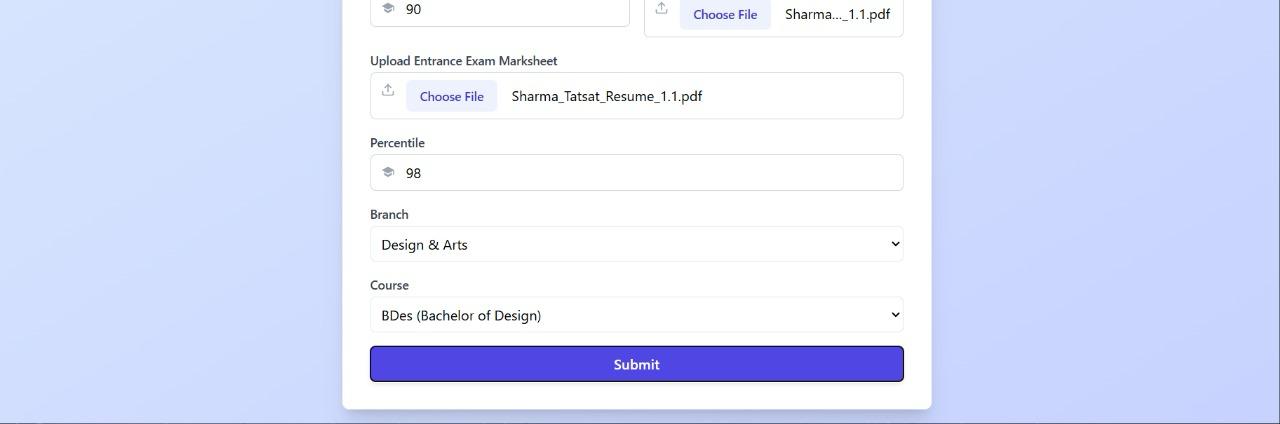 90
Choose File Sharma..._1.1.pdf
Upload Entrance Exam Marksheet
Choose File Sharma_Tatsat_Resume_1.1.pdf
Percentile
98
Branch
Design & Arts
Course
BDes (Bachelor of Design)
Submit